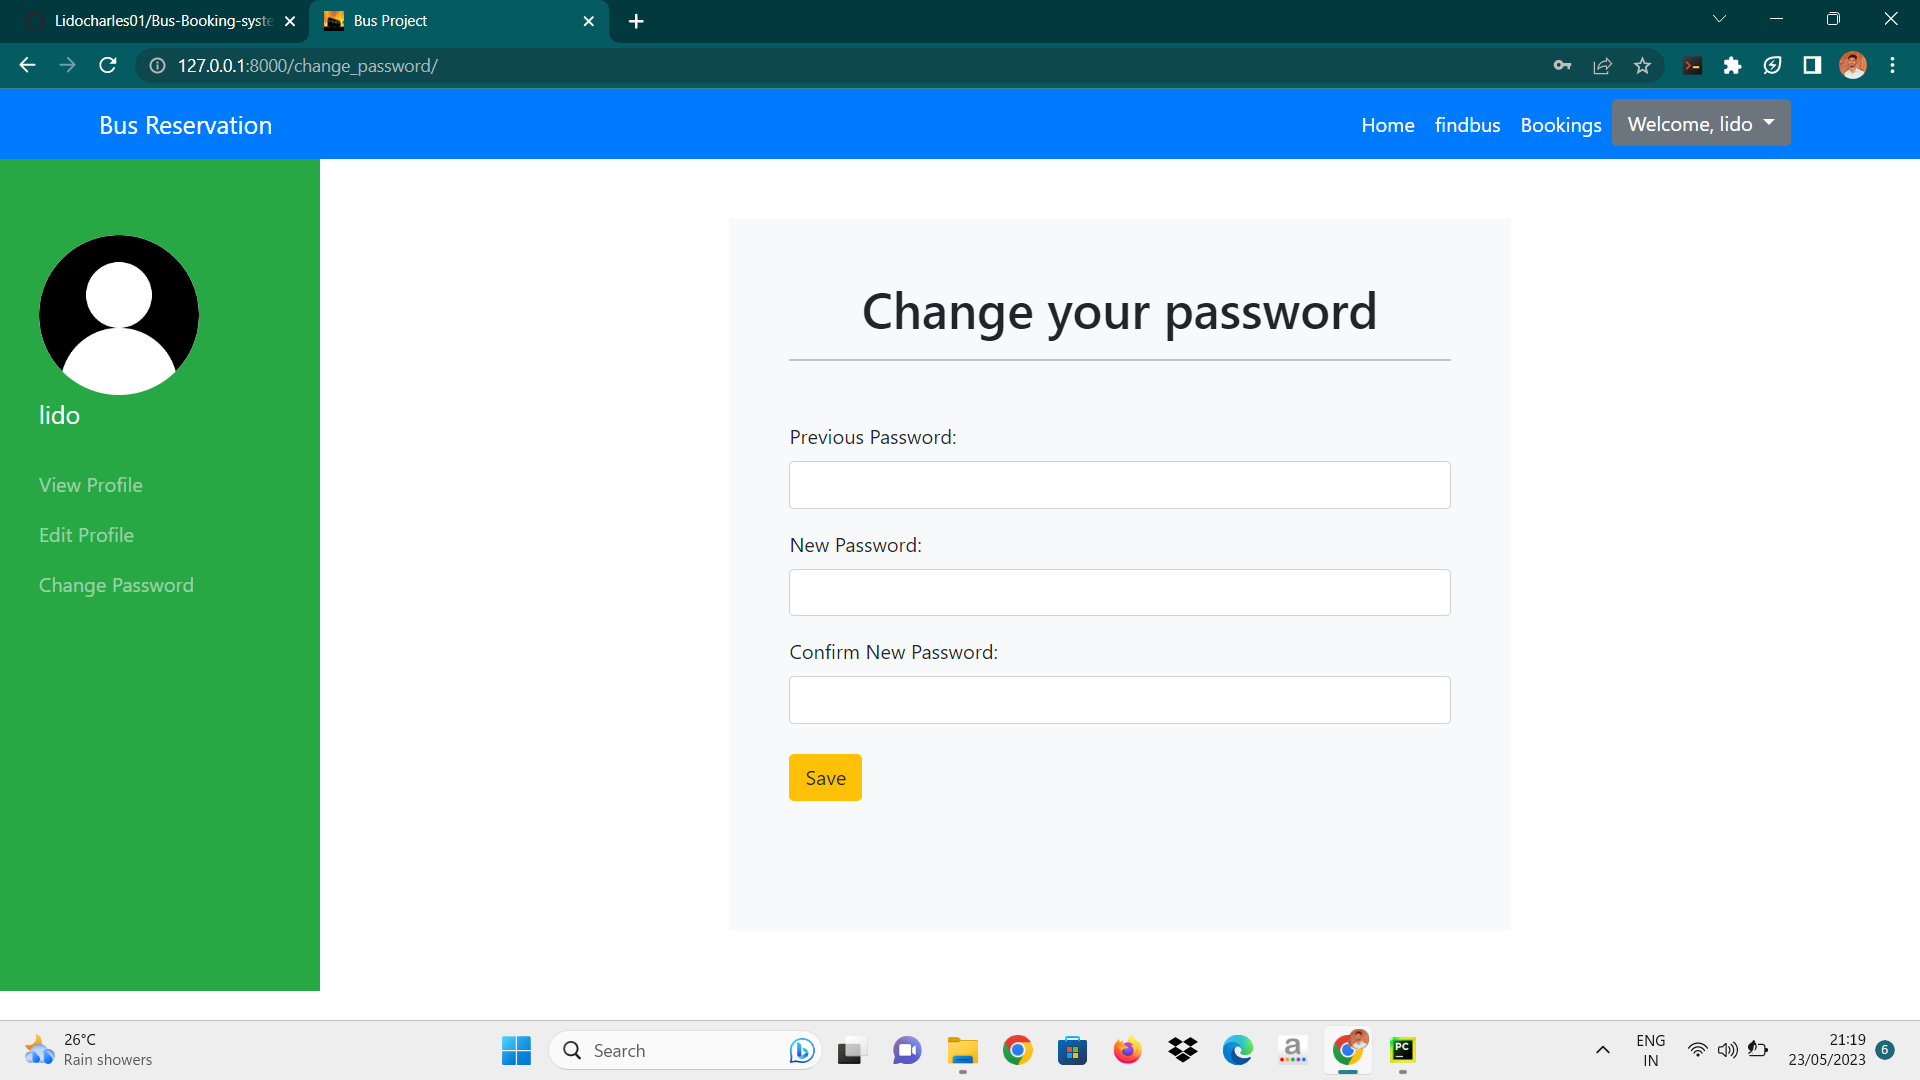 Lidocharles01/Bus-Booking-syste
Bus Project
127.0.0.1:8000/change_password/
Bus Reservation
Home
findbus
Bookings
Welcome, lido
lido
View Profile
Edit Profile
Change Password
Change your password
Previous Password:
New Password:
Confirm New Password:
Save
26°C
Rain showers
Search
a
PC
ENG
IN
21:19
23/05/2023
6